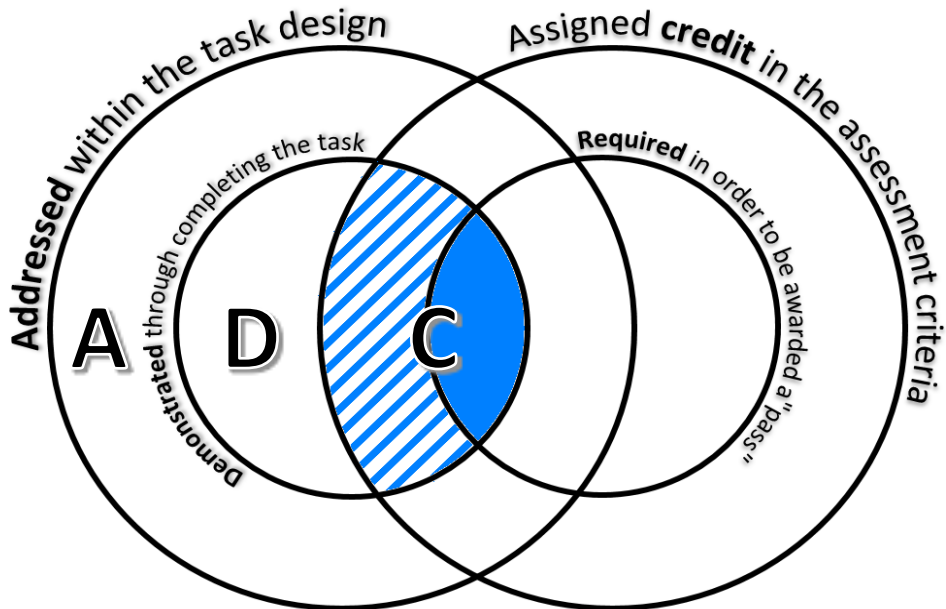 Addressed within the task design
Assigned credit in the assessment criteria
Demonstrated through completing the task
Required in order to be awarded a"pass"
A
D
C